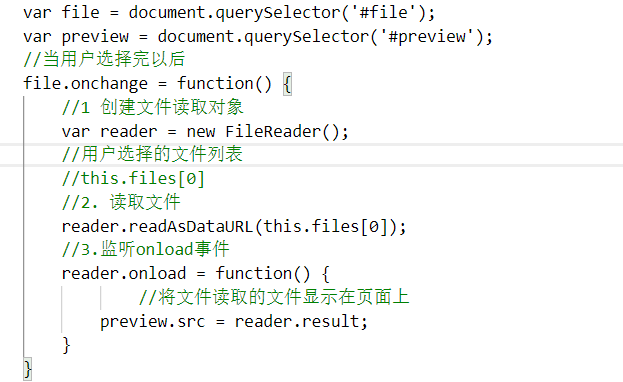 var file = document.querySelector('#file');
var preview = document.querySelector('#preview');
//当用户选择完以后
file.onchange = function() {
//1 创建文件读取对象
var reader = new FileReader();
//用户选择的文件列表
//this.files[0]
//2. 读取文件
reader.readAsDataURL(this.files[0]);
//3.监听onload事件
reader.onload = function() {
//将文件读取的文件显示在页面上
preview.src = reader.result;
}
}